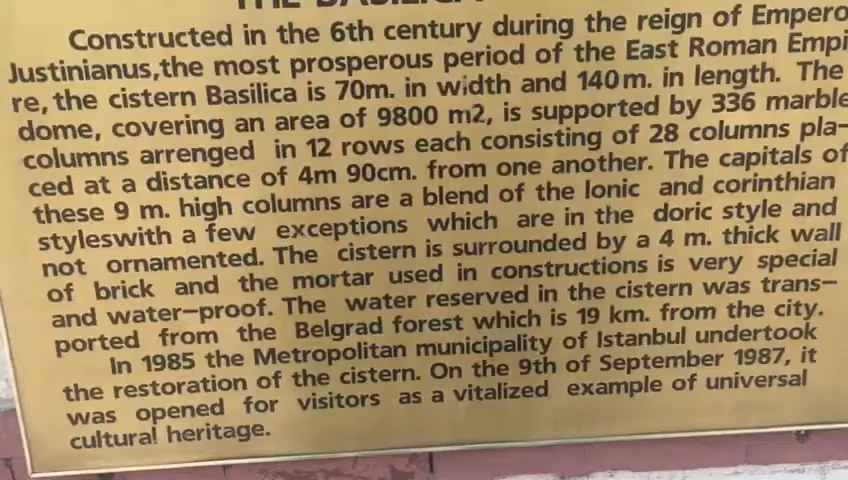 THE BASILICA
Constructed in the 6th century during the reign of Empero
Justinianus,the most prosperous period of the East Roman Empi
re, the cistern Basilica is 70m. in width and 140m. in length. The
dome, covering an area of 9800 m2, is supported by 336 marble
columns arrenged in 12 rows each consisting of 28 columns pla-
ced at a distance of 4m 90cm. from one another. The capitals of
these 9 m. high columns are a blend of the Ionic and corinthian
styleswith a few exceptions which are in the doric style and
not ornamented. The cistern is surrounded by a 4 m. thick wall
of brick and the mortar used in constructions is very special
and water-proof. The water reserved in the cistern was trans-
ported from the Belgrad forest which is 19 km. from the city.
In 1985 the Metropolitan municipality of Istanbul undertook
the restoration of the cistern. On the 9th of September 1987, it
was opened for visitors as a vitalized example of universal
cultural heritage.